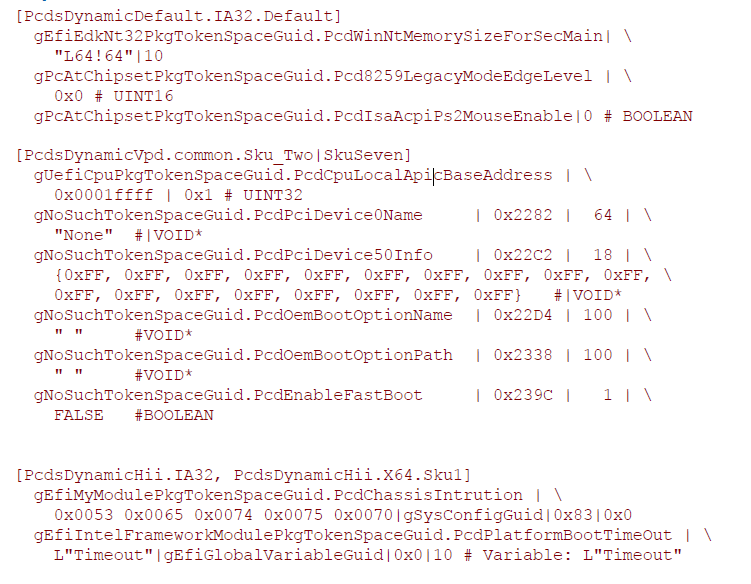 [PcdsDynamicDefault.IA32.Default]
gEfiEdkNt32PkgTokenSpaceGuid.PcdWinNtMemorySizeForSecMain| \
"L64!64"|10
gPcAtChipsetPkgTokenSpaceGuid.Pcd8259LegacyModeEdgeLevel | \
0x0 # UINT16
gPcAtChipsetPkgTokenSpaceGuid.PcdIsaAcpiPs2MouseEnable|0 # BOOLEAN
[PcdsDynamicVpd.common.Sku_Two|SkuSeven]
gUefiCpuPkgTokenSpaceGuid.PcdCpuLocalApicBaseAddress | \
0x0001ffff | 0x1 # UINT32
gNoSuchTokenSpaceGuid.PcdPciDevice0Name | 0x2282 | 64 | \
"None" #|VOID*
gNoSuchTokenSpaceGuid.PcdPciDevice50Info | 0x22C2 | 18 | \
{0xFF, 0xFF, 0xFF, 0xFF, 0xFF, 0xFF, 0xFF, 0xFF, 0xFF, 0xFF, \
0xFF, 0xFF, 0xFF, 0xFF, 0xFF, 0xFF, 0xFF, 0xFF} #|VOID*
gNoSuchTokenSpaceGuid.PcdOemBootOptionName | 0x22D4 | 100 | \
" " #VOID*
gNoSuchTokenSpaceGuid.PcdOemBootOptionPath | 0x2338 | 100 | \
" " #VOID*
gNoSuchTokenSpaceGuid.PcdEnableFastBoot | 0x239C | 1 | \
FALSE #BOOLEAN
[PcdsDynamicHii.IA32, PcdsDynamicHii.X64.Sku1]
gEfiMyModulePkgTokenSpaceGuid.PcdChassisIntrution | \
0x0053 0x0065 0x0074 0x0075 0x0070|gSysConfigGuid|0x83|0x0
gEfiIntelFrameworkModulePkgTokenSpaceGuid.PcdPlatformBootTimeOut | \
L"Timeout"|gEfiGlobalVariableGuid|0x0|10 # Variable: L"Timeout"